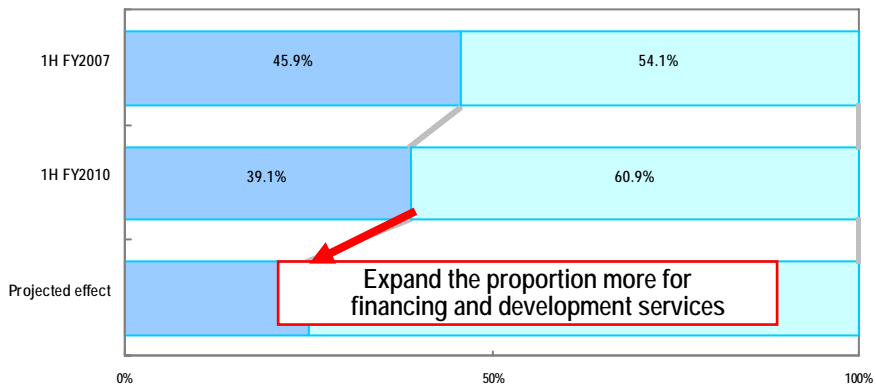 1H FY2007
45.9%
54.1%
1H FY2010
39.1%
60.9%
Projected effect
Expand the proportion more for
financing and development services
0%
50%
100%